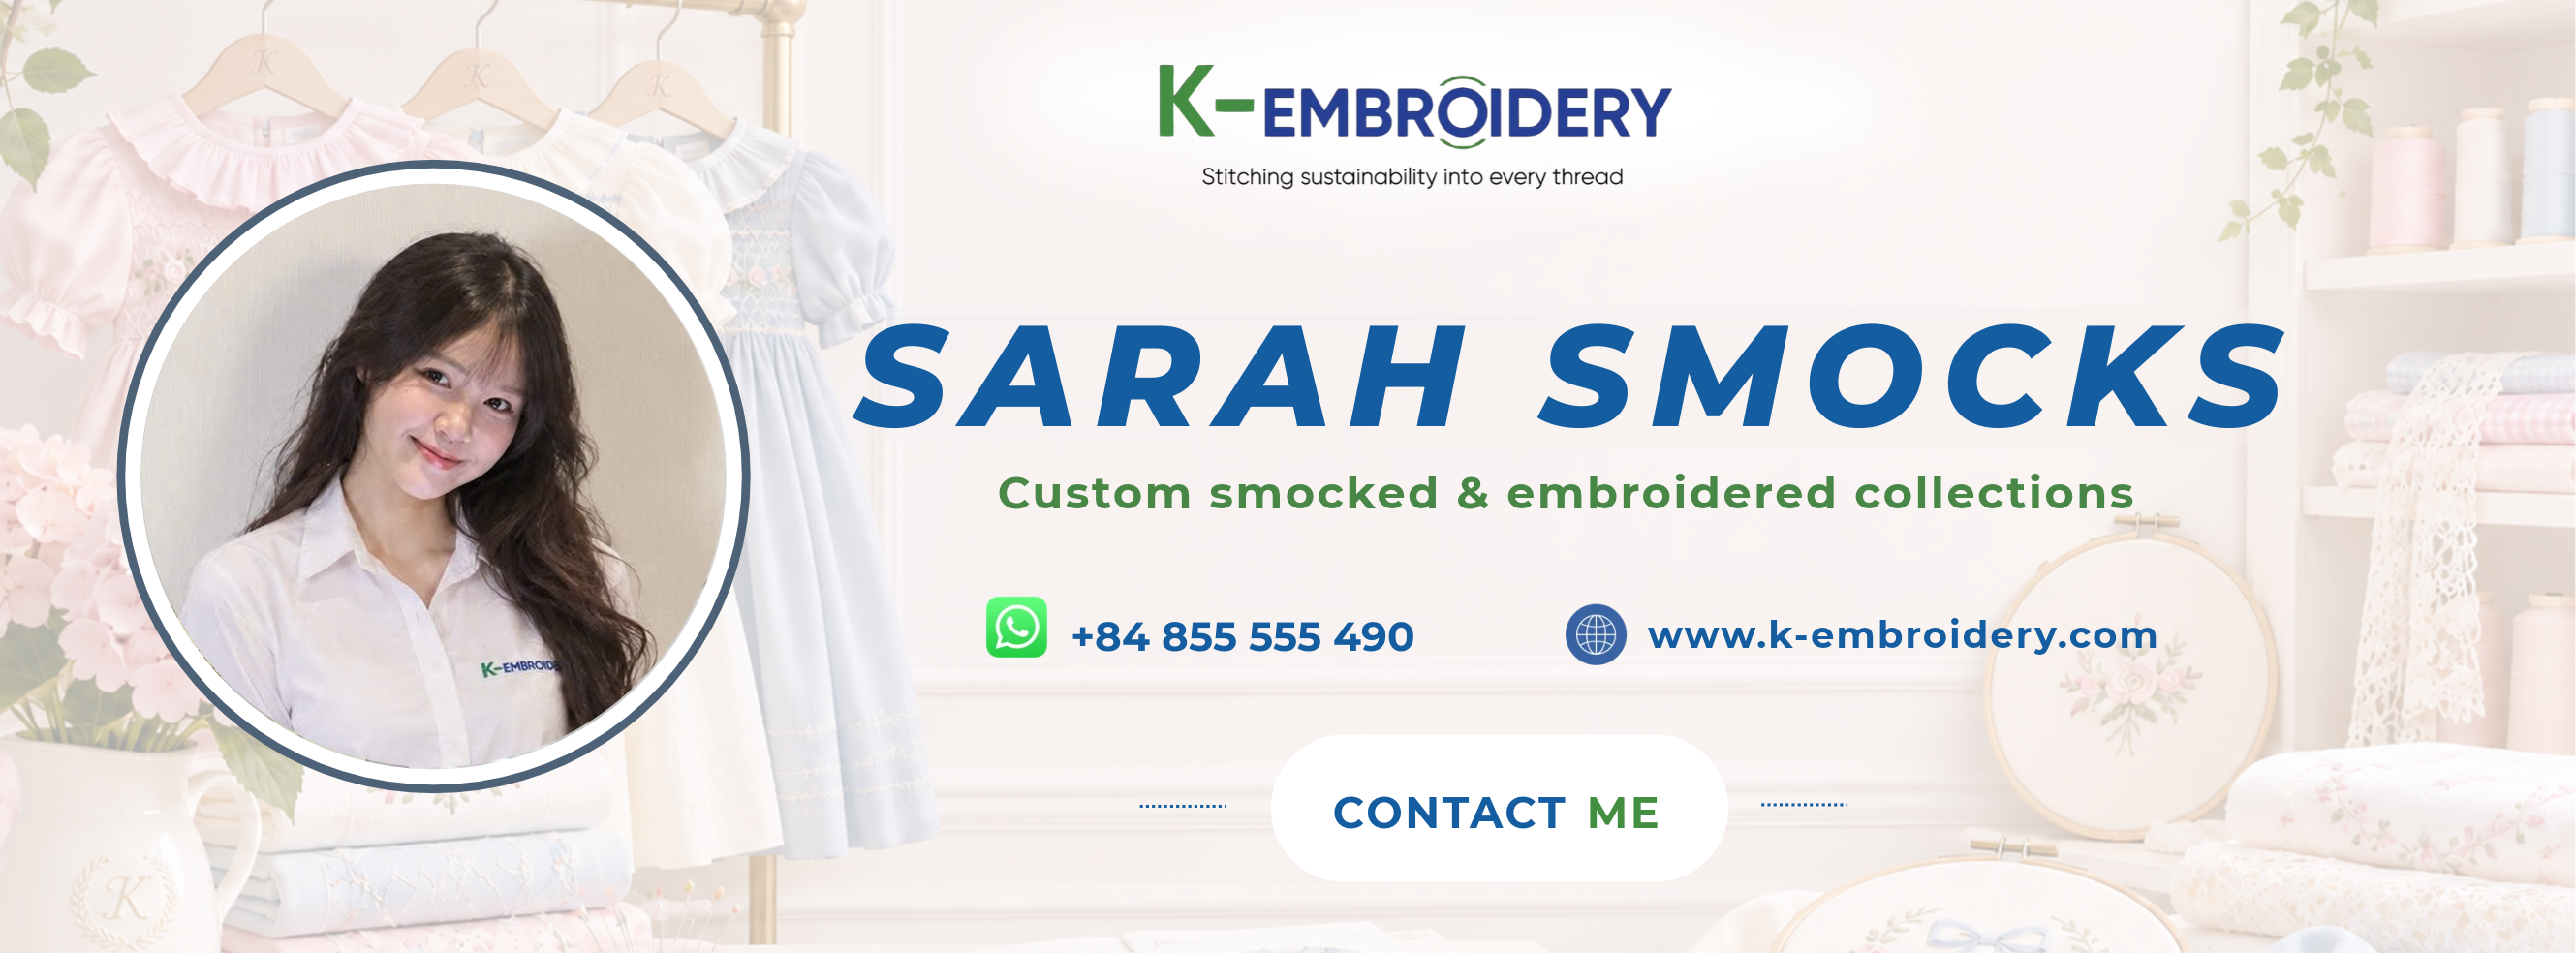 K-EMBROIDERY
Stitching sustainability into every thread
SARAH SMOCKS
Custom smocked & embroidered collections
+84 855 555 490
www.k-embroidery.com
CONTACT ME
K
K
K
K-EMBROIDE
K